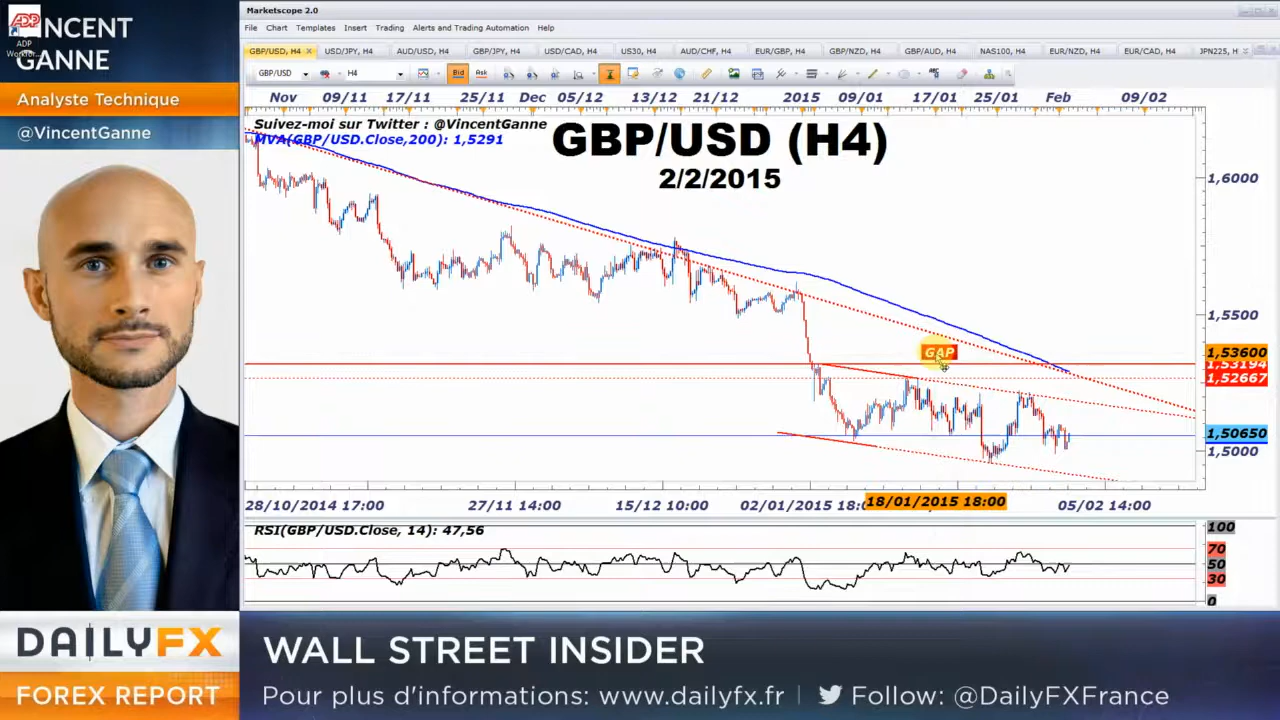 ADP
VINCENT
GANNE
Analyste Technique
@VincentGanne
Marketscope 2.0
File Chart Templates Insert Trading Alerts and Trading Automation Help
GBP/USD, H4 USD/JPY, H4 AUD/USD, H4 GBP/JPY, H4 USD/CAD, H4 US30, H4 AUD/CHF, H4 EUR/GBP, H4 GBP/NZD, H4 GBP/AUD, H4 NAS100, H4 EUR/NZD, H4 EUR/CAD, H4 JPN225, H
GBP/USD H4 Bid Ask
Nov 09/11 17/11 25/11 Dec 05/12 13/12 21/12 2015 09/01 17/01 25/01 Feb 09/02
Suivez-moi sur Twitter : @VincentGanne
MVA(GBP/USD.Close,200): 1,5291
GBP/USD (H4)
2/2/2015
1,6000
1,5500
GAP
1,53600
1,53194
1,52667
1,50650
1,5000
28/10/2014 17:00 27/11 14:00 15/12 10:00 02/01/2015 18:0 18/01/2015 18:00 05/02 14:00
RSI(GBP/USD.Close, 14): 47,56
100
70
50
30
0
DAILYFX
FOREX REPORT
WALL STREET INSIDER
Pour plus d'informations: www.dailyfx.fr | Follow: @DailyFXFrance